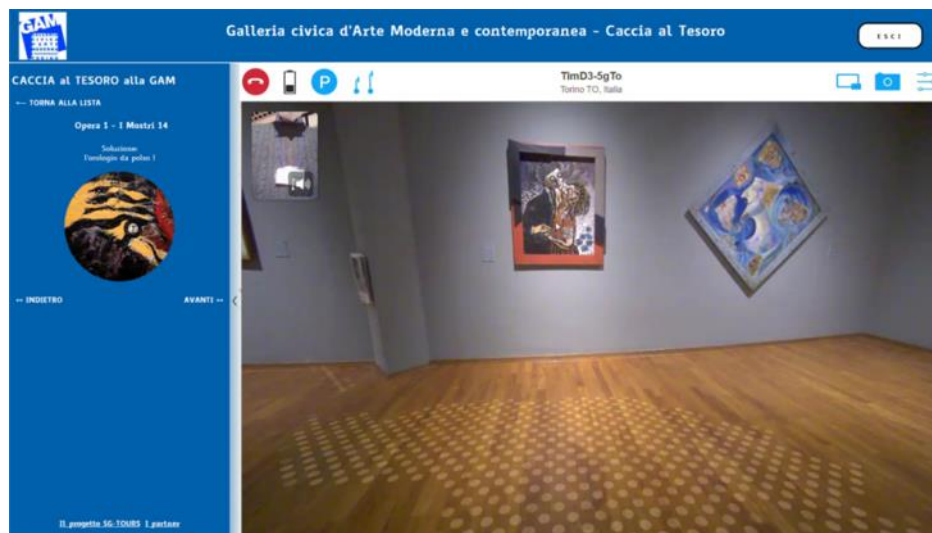 GAM
Galleria civica d'Arte Moderna e contemporanea - Caccia al Tesoro
ESCI
CACCIA al TESORO alla GAM
TORNA ALLA LISTA
Opera 1 - I Mostri 14
Soluzione:
l'orologio da polso !
INDIETRO
AVANTI
P
TimD3-5gTo
Torino TO, Italia
Il progetto 5G-TOURS I partner